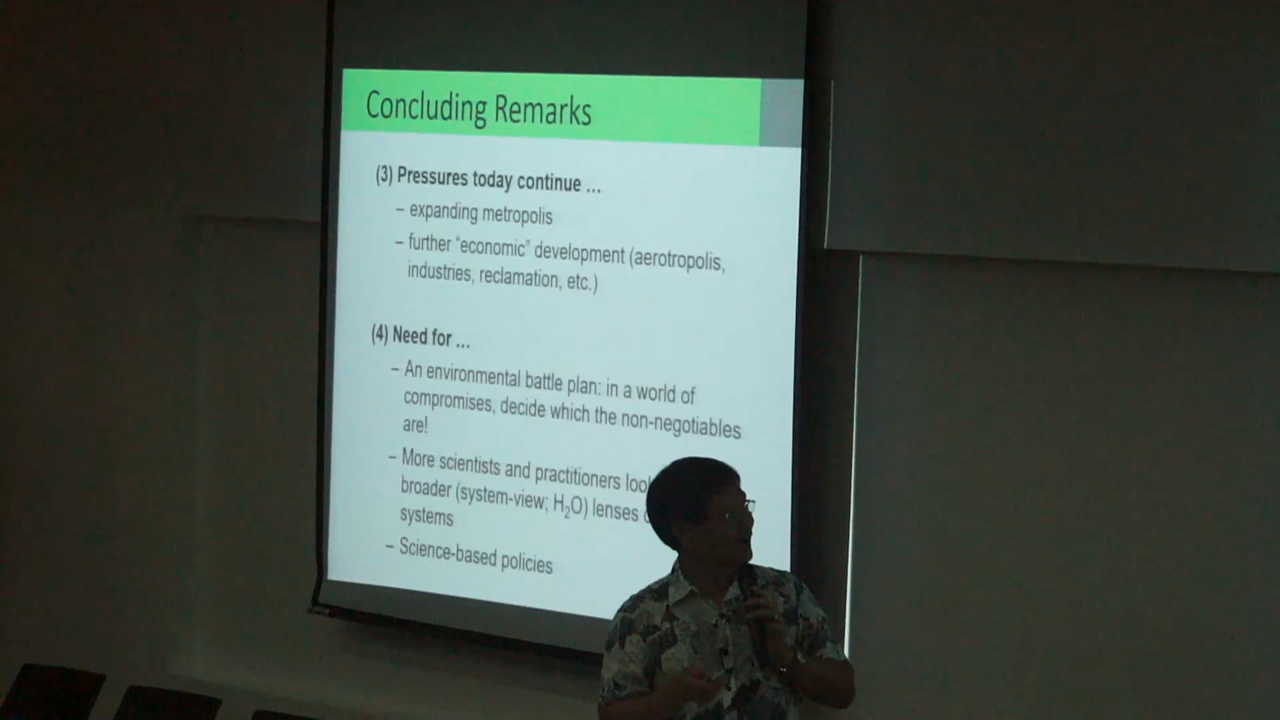 Concluding Remarks
(3) Pressures today continue ...
– expanding metropolis
– further “economic” development (aerotropolis,
industries, reclamation, etc.)
(4) Need for ...
– An environmental battle plan: in a world of
compromises, decide which the non-negotiables
are!
– More scientists and practitioners
broader (system-view; H₂O) lenses
systems
– Science-based policies